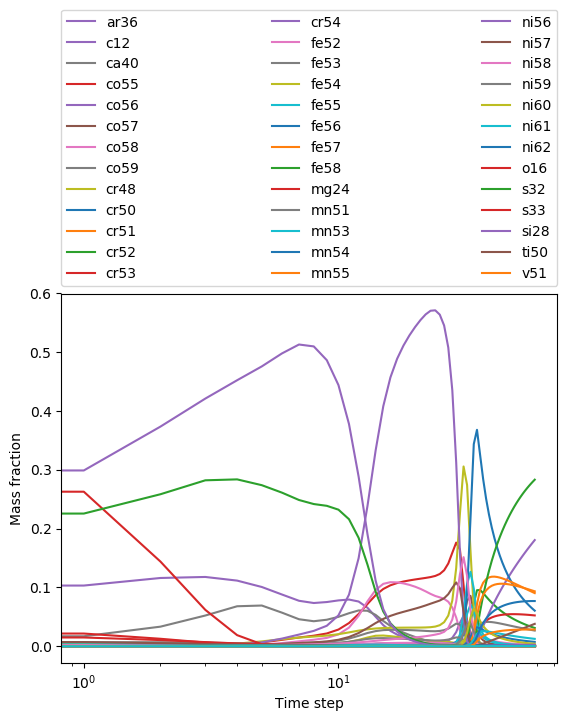 ar36 cr54 ni56
c12 fe52 ni57
ca40 fe53 ni58
co55 fe54 ni59
co56 fe55 ni60
co57 fe56 ni61
co58 fe57 ni62
co59 fe58 o16
cr48 mg24 s32
cr50 mn51 s33
cr51 mn53 si28
cr52 mn54 ti50
cr53 mn55 v51
0.6
0.5
0.4
0.3
0.2
0.1
0.0
Mass fraction
10⁰ 10¹
Time step